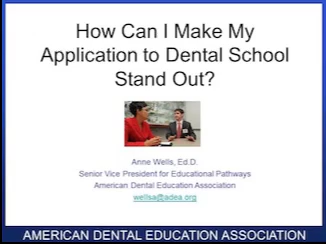 How Can I Make My
Application to Dental School
Stand Out?
Anne Wells, Ed.D.
Senior Vice President for Educational Pathways
American Dental Education Association
wellsa@adea.org
AMERICAN DENTAL EDUCATION ASSOCIATION